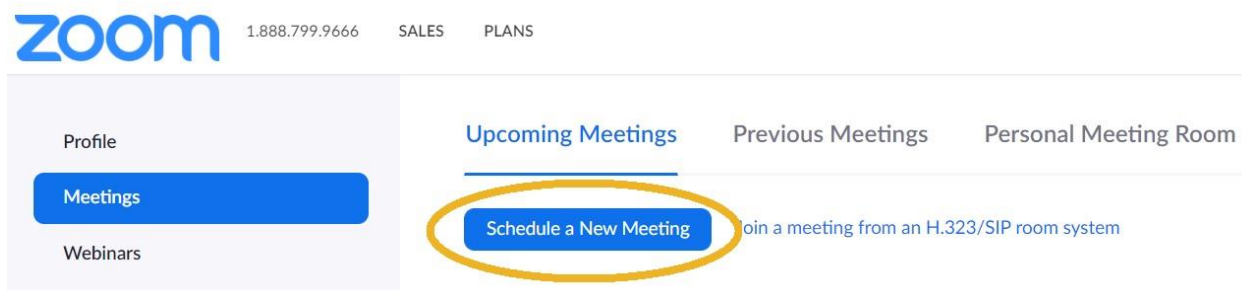 zoom 1.888.799.9666 SALES PLANS
Profile
Meetings
Webinars
Upcoming Meetings Previous Meetings Personal Meeting Room
Schedule a New Meeting
oin a meeting from an H.323/SIP room system